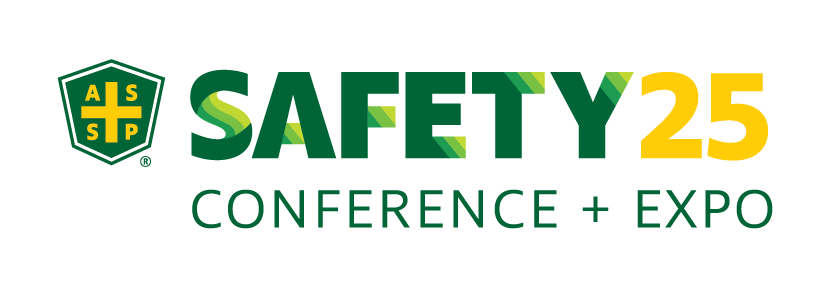 A S
S P
®
SAFETY25
CONFERENCE + EXPO